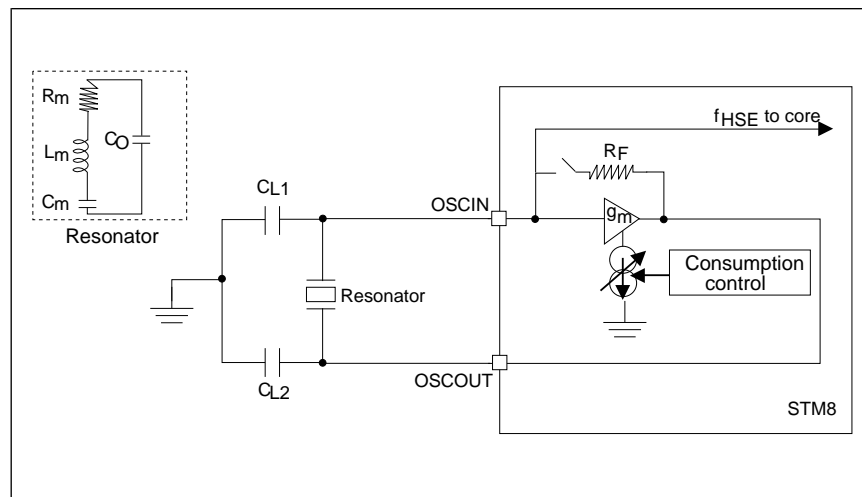 Rm
Lm
CO
Cm
Resonator
CL1
Resonator
CL2
OSCIN
OSCOUT
fHSE to core
RF
gm
Consumption
control
STM8